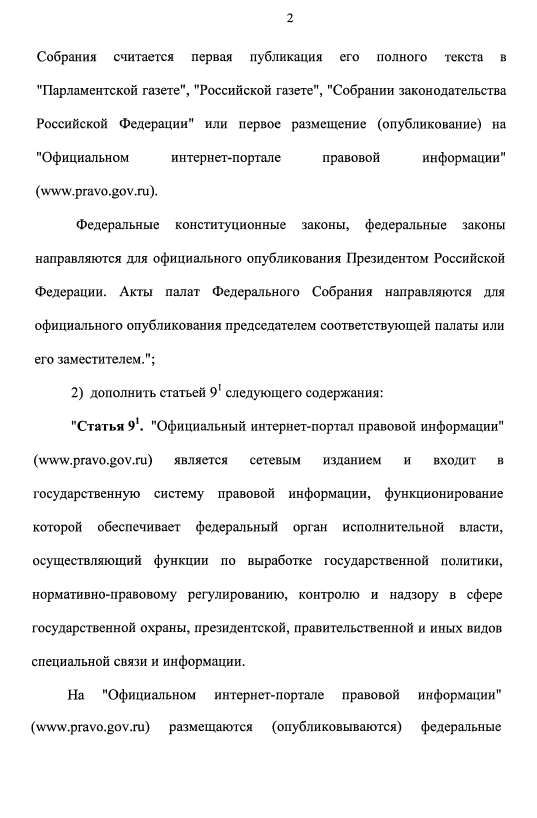 2
Собрания считается первая публикация его полного текста в
"Парламентской газете", "Российской газете", "Собрании законодательства
Российской Федерации" или первое размещение (опубликование) на
"Официальном интернет-портале правовой информации"
(www.pravo.gov.ru).
Федеральные конституционные законы, федеральные законы
направляются для официального опубликования Президентом Российской
Федерации. Акты палат Федерального Собрания направляются для
официального опубликования председателем соответствующей палаты или
его заместителем.";
2) дополнить статьей 9¹ следующего содержания:
"Статья 9¹. "Официальный интернет-портал правовой информации"
(www.pravo.gov.ru) является сетевым изданием и входит в
государственную систему правовой информации, функционирование
которой обеспечивает федеральный орган исполнительной власти,
осуществляющий функции по выработке государственной политики,
нормативно-правовому регулированию, контролю и надзору в сфере
государственной охраны, президентской, правительственной и иных видов
специальной связи и информации.
На "Официальном интернет-портале правовой информации"
(www.pravo.gov.ru) размещаются (опубликовываются) федеральные